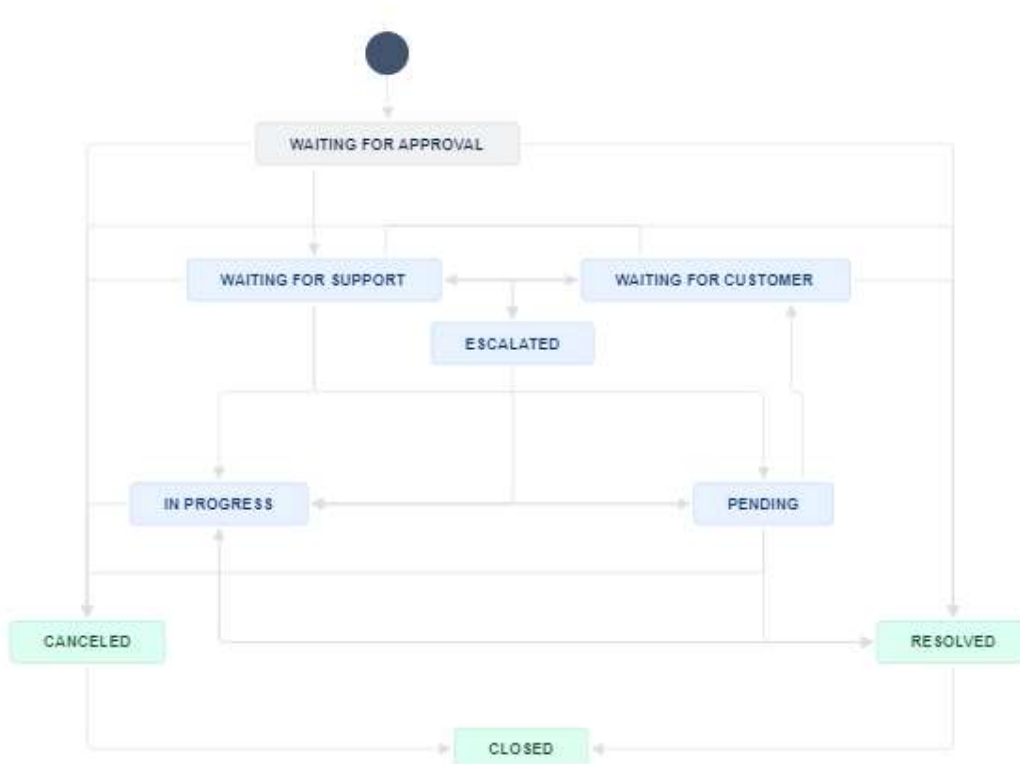 WAITING FOR APPROVAL
WAITING FOR SUPPORT
WAITING FOR CUSTOMER
ESCALATED
IN PROGRESS
PENDING
CANCELED
RESOLVED
CLOSED